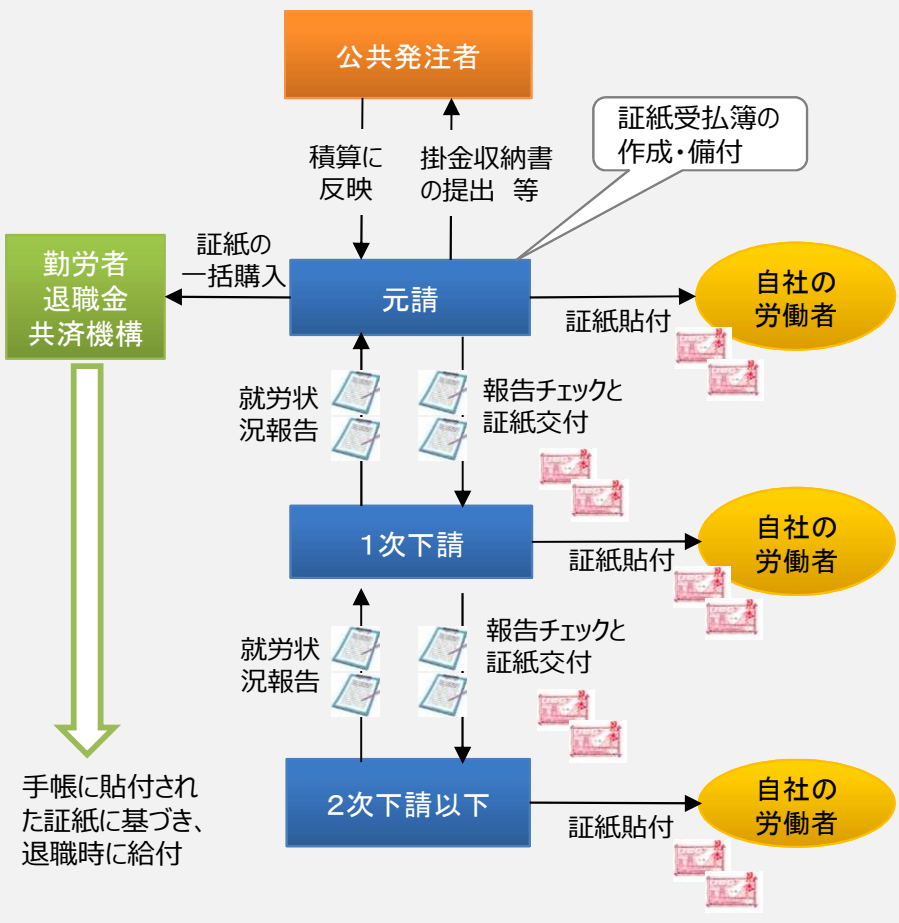 公共発注者
証紙受払簿の
作成・備付
積算に
反映
掛金収納書
の提出　等
勤労者
退職金
共済機構
証紙の
一括購入
元請
証紙貼付
自社の
労働者
就労状
況報告
報告チェックと
証紙交付
1次下請
証紙貼付
自社の
労働者
就労状
況報告
報告チェックと
証紙交付
2次下請以下
証紙貼付
自社の
労働者
手帳に貼付され
た証紙に基づき、
退職時に給付